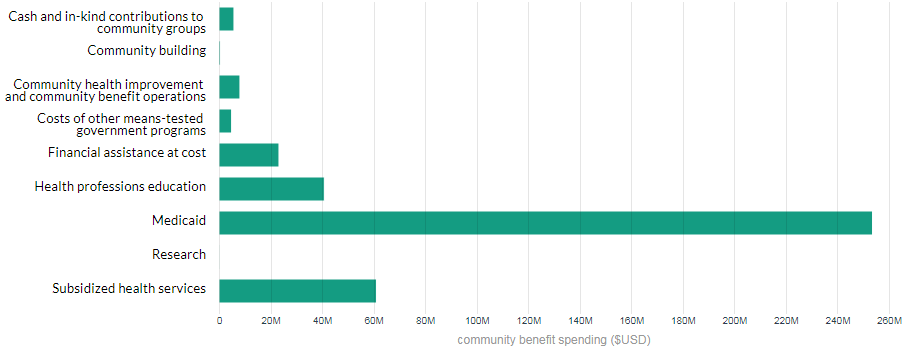 Cash and in-kind contributions to
community groups
Community building
Community health improvement
and community benefit operations
Costs of other means-tested
government programs
Financial assistance at cost
Health professions education
Medicaid
Research
Subsidized health services
0 20M 40M 60M 80M 100M 120M 140M 160M 180M 200M 220M 240M 260M
community benefit spending ($USD)